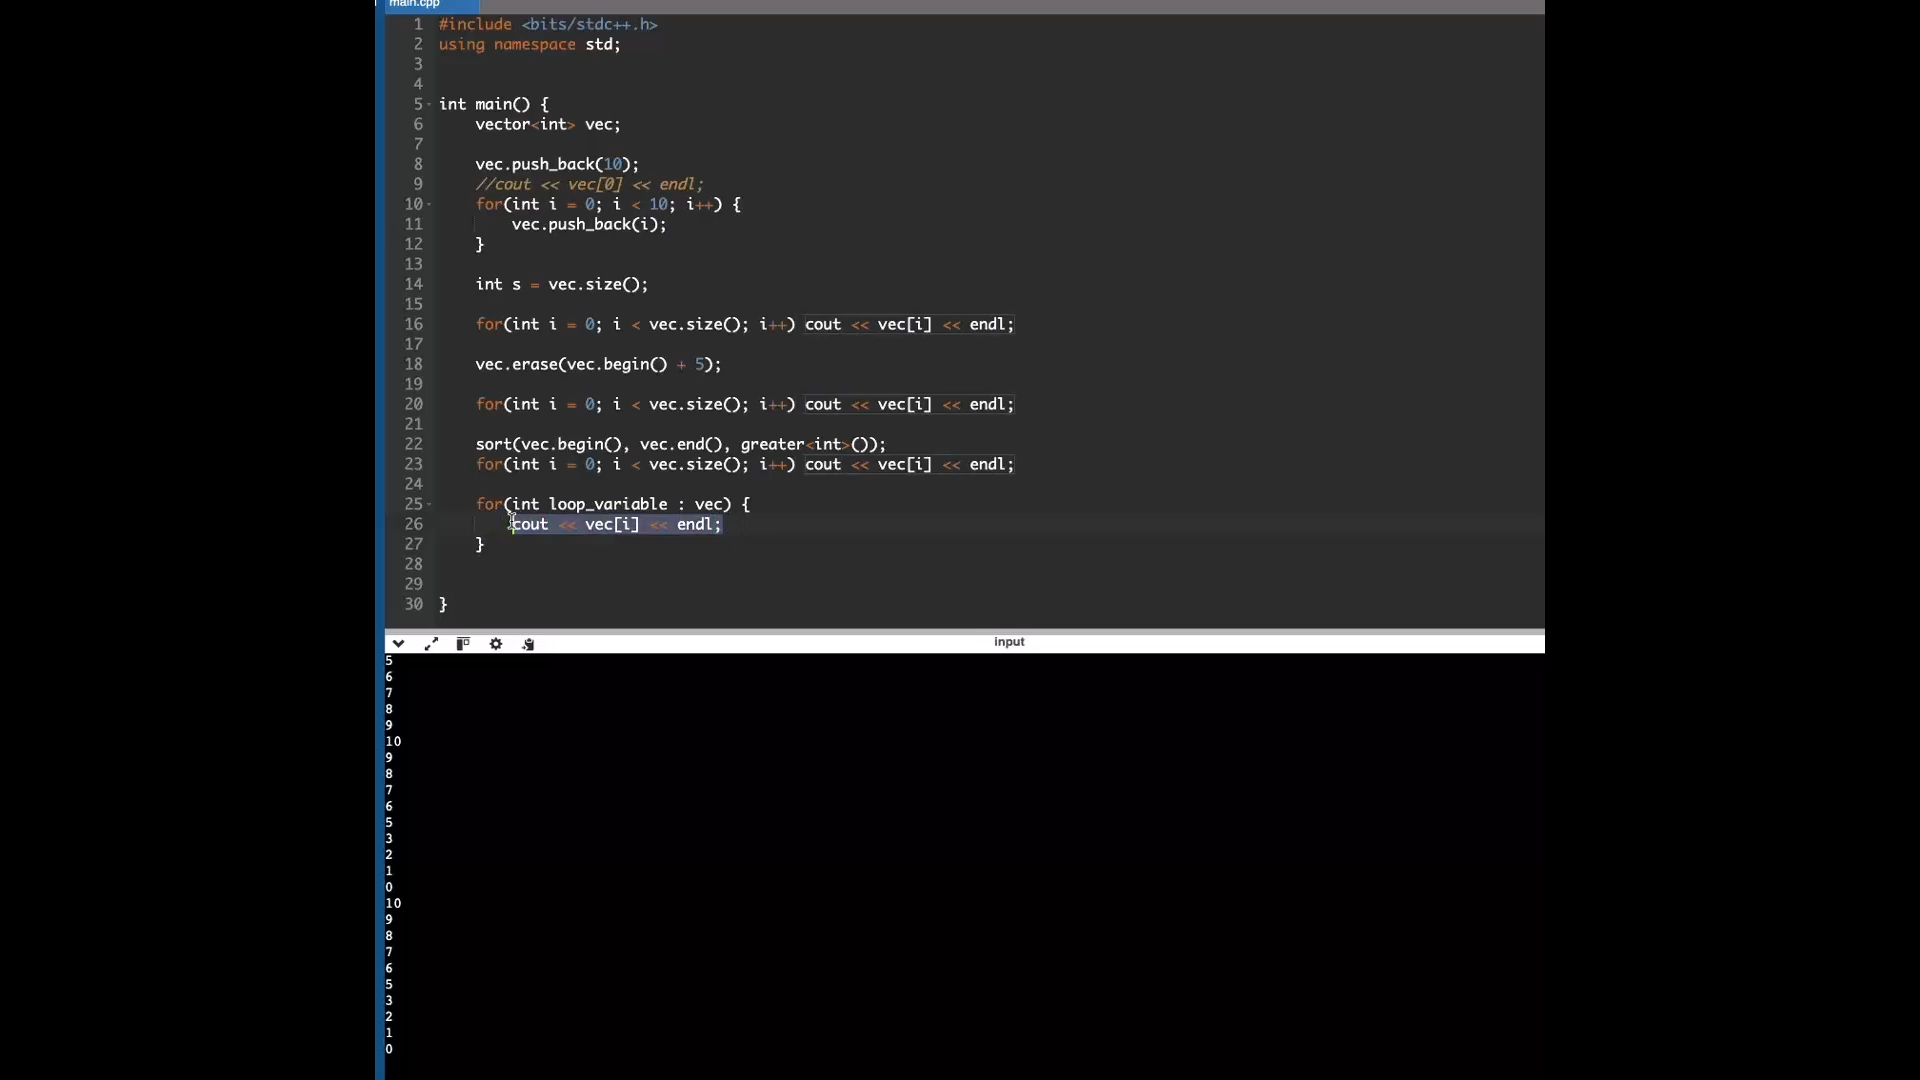 main.cpp
1 #include <bits/stdc++.h>
2 using namespace std;
3
4
5 int main() {
6 vector<int> vec;
7
8 vec.push_back(10);
9 //cout << vec[0] << endl;
10 for(int i = 0; i < 10; i++) {
11 vec.push_back(i);
12 }
13
14 int s = vec.size();
15
16 for(int i = 0; i < vec.size(); i++) cout << vec[i] << endl;
17
18 vec.erase(vec.begin() + 5);
19
20 for(int i = 0; i < vec.size(); i++) cout << vec[i] << endl;
21
22 sort(vec.begin(), vec.end(), greater<int>());
23 for(int i = 0; i < vec.size(); i++) cout << vec[i] << endl;
24
25 for(int loop_variable : vec) {
26 cout << vec[i] << endl;
27 }
28
29
30 }
input
5
6
7
8
9
10
9
8
7
6
5
3
2
1
0
10
9
8
7
6
5
3
2
1
0